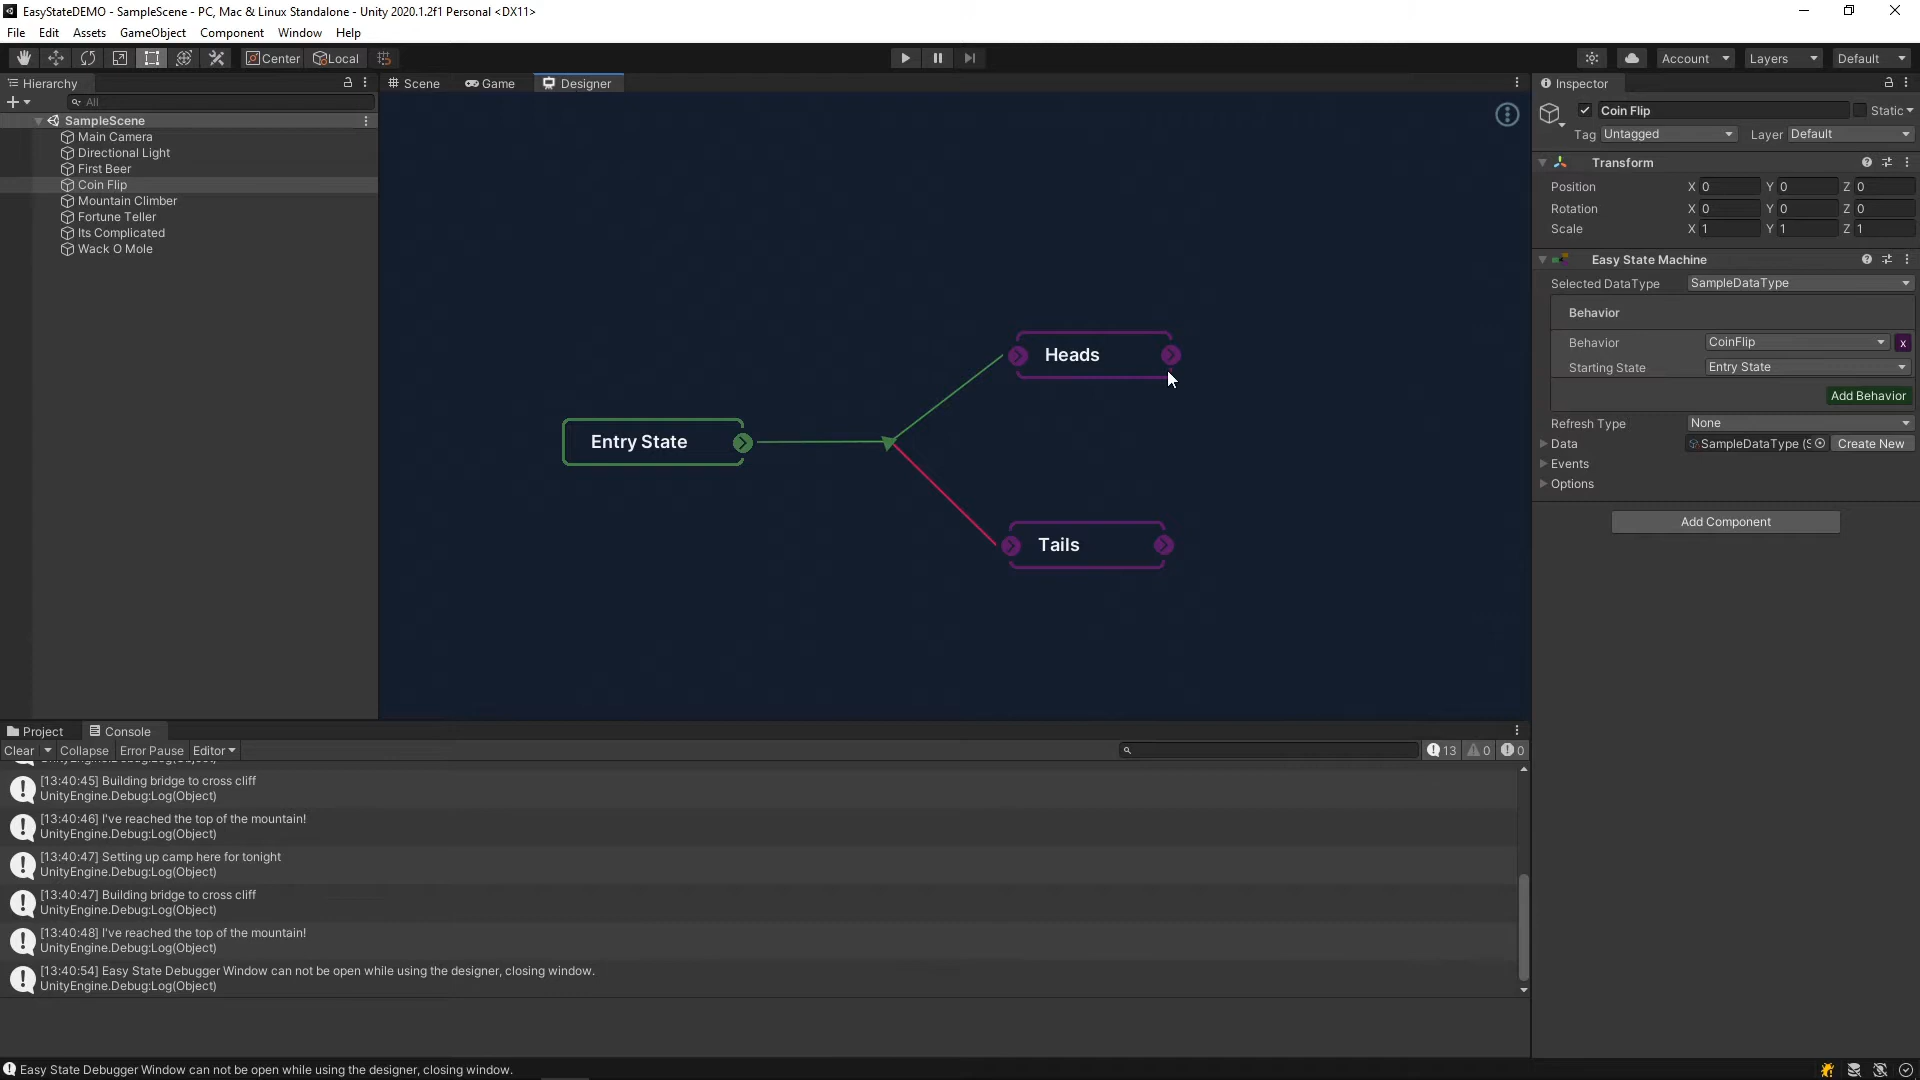 EasyStateDEMO - SampleScene - PC, Mac & Linux Standalone - Unity 2020.1.2f1 Personal <DX11>
File Edit Assets GameObject Component Window Help
Center Local Account Layers Default
Hierarchy
All
SampleScene
Main Camera
Directional Light
First Beer
Coin Flip
Mountain Climber
Fortune Teller
Its Complicated
Wack O Mole
Scene Game Designer
Heads
Entry State
Tails
Inspector
Coin Flip Static
Tag Untagged Layer Default
Transform
Position X 0 Y 0 Z 0
Rotation X 0 Y 0 Z 0
Scale X 1 Y 1 Z 1
Easy State Machine
Selected DataType SampleDataType
Behavior
Behavior CoinFlip x
Starting State Entry State
Add Behavior
Refresh Type None
Data SampleDataType (S Create New
Events
Options
Add Component
Project Console
Clear Collapse Error Pause Editor 13 0 0
[13:40:45] Building bridge to cross cliff
UnityEngine.Debug:Log(Object)
[13:40:46] I've reached the top of the mountain!
UnityEngine.Debug:Log(Object)
[13:40:47] Setting up camp here for tonight
UnityEngine.Debug:Log(Object)
[13:40:47] Building bridge to cross cliff
UnityEngine.Debug:Log(Object)
[13:40:48] I've reached the top of the mountain!
UnityEngine.Debug:Log(Object)
[13:40:54] Easy State Debugger Window can not be open while using the designer, closing window.
UnityEngine.Debug:Log(Object)
Easy State Debugger Window can not be open while using the designer, closing window.